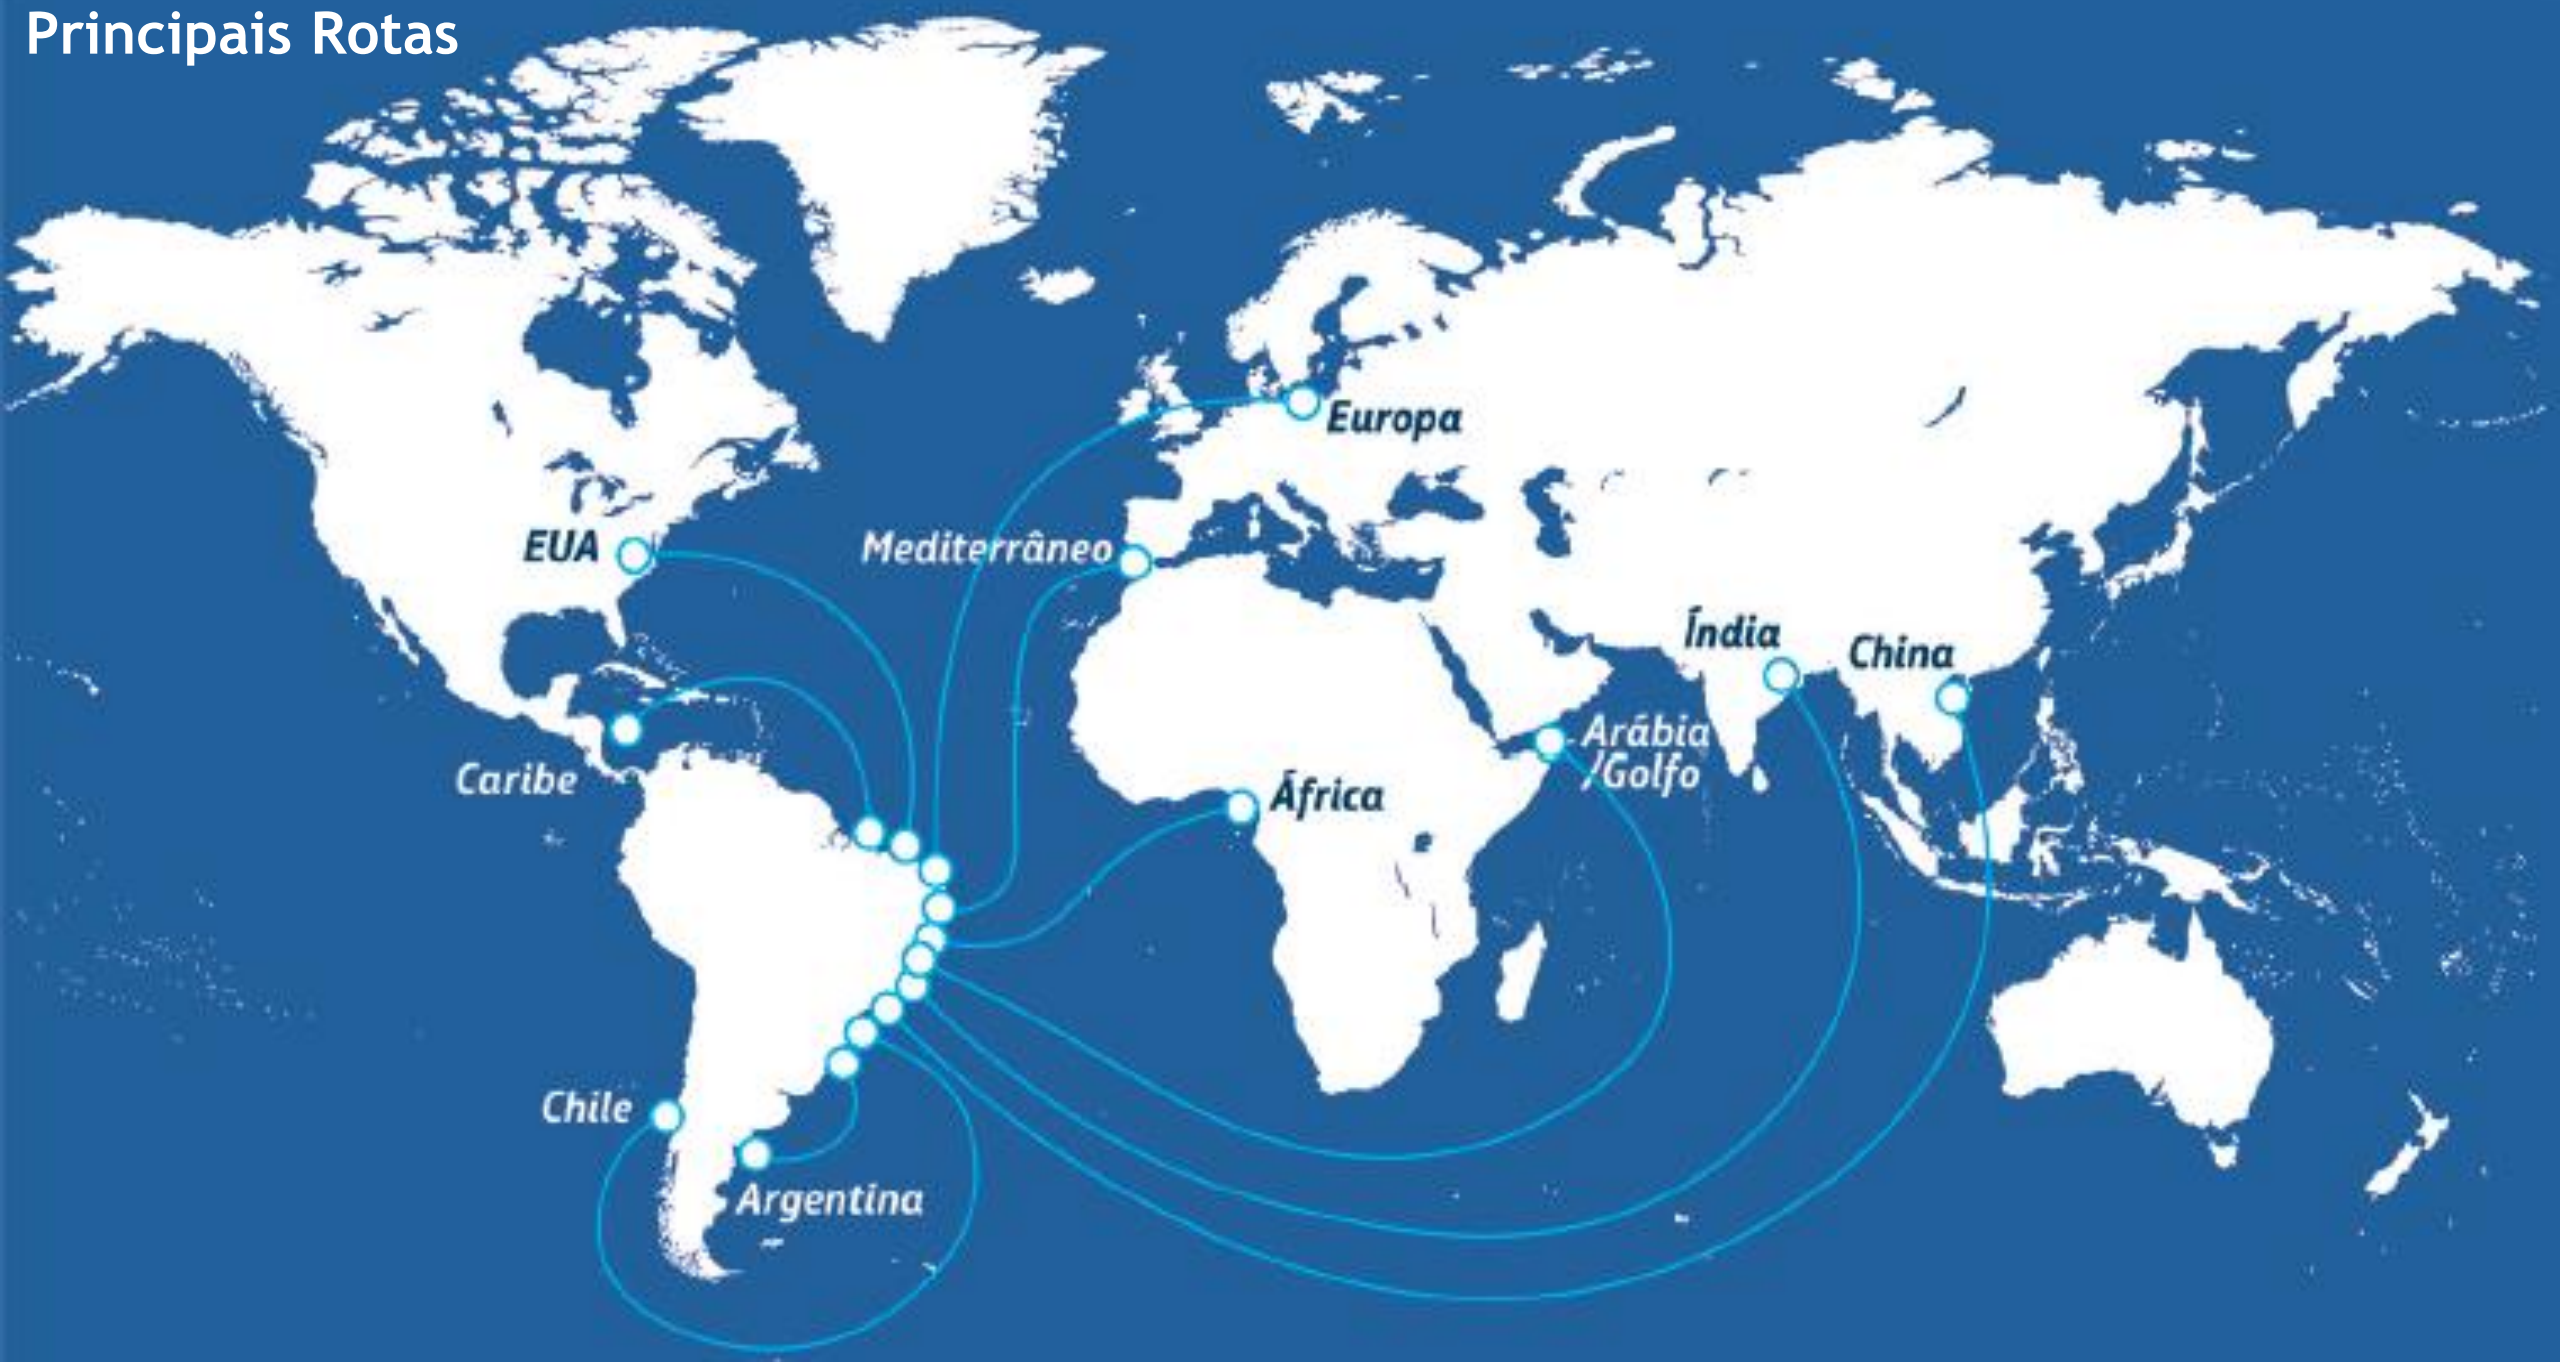 Principais Rotas
Europa
EUA
Mediterrâneo
Índia
China
Arábia
/Golfo
Caribe
África
Chile
Argentina